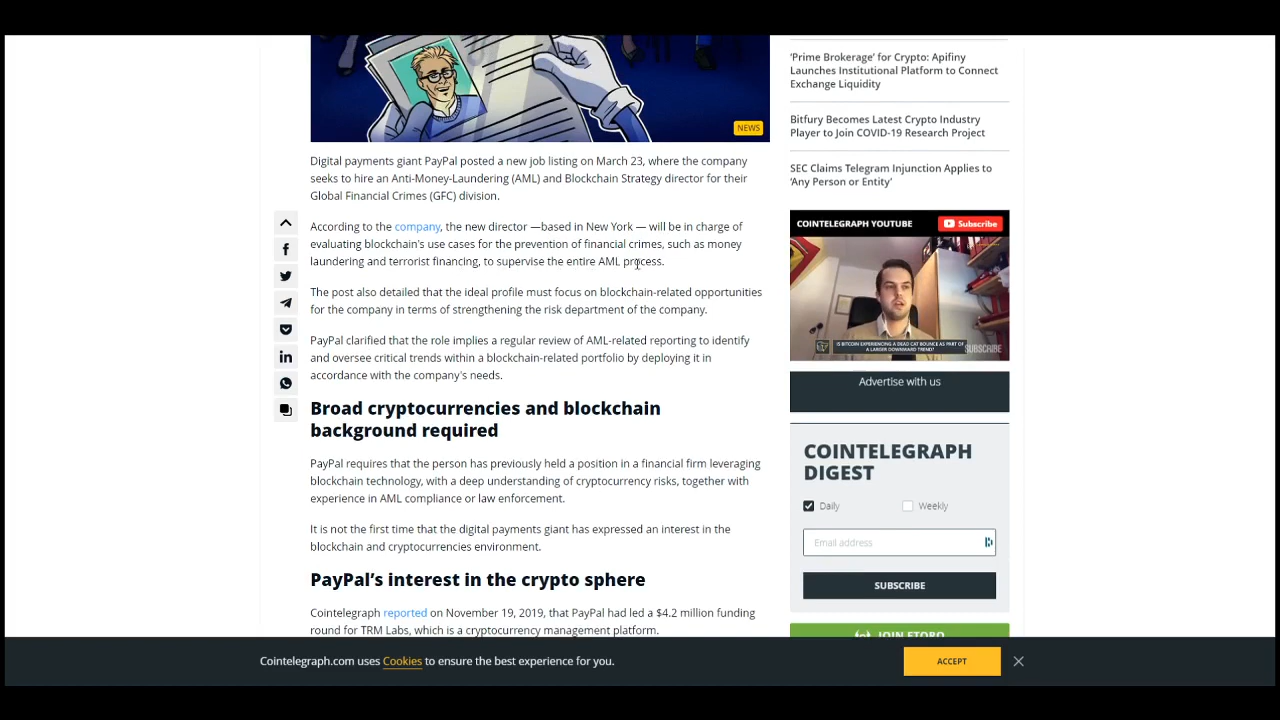 NEWS
Digital payments giant PayPal posted a new job listing on March 23, where the company
seeks to hire an Anti-Money-Laundering (AML) and Blockchain Strategy director for their
Global Financial Crimes (GFC) division.
According to the company, the new director —based in New York — will be in charge of
evaluating blockchain's use cases for the prevention of financial crimes, such as money
laundering and terrorist financing, to supervise the entire AML process.
The post also detailed that the ideal profile must focus on blockchain-related opportunities
for the company in terms of strengthening the risk department of the company.
PayPal clarified that the role implies a regular review of AML-related reporting to identify
and oversee critical trends within a blockchain-related portfolio by deploying it in
accordance with the company's needs.
Broad cryptocurrencies and blockchain
background required
PayPal requires that the person has previously held a position in a financial firm leveraging
blockchain technology, with a deep understanding of cryptocurrency risks, together with
experience in AML compliance or law enforcement.
It is not the first time that the digital payments giant has expressed an interest in the
blockchain and cryptocurrencies environment.
PayPal's interest in the crypto sphere
Cointelegraph reported on November 19, 2019, that PayPal had led a $4.2 million funding
round for TRM Labs, which is a cryptocurrency management platform.
'Prime Brokerage' for Crypto: Apifiny
Launches Institutional Platform to Connect
Exchange Liquidity
Bitfury Becomes Latest Crypto Industry
Player to Join COVID-19 Research Project
SEC Claims Telegram Injunction Applies to
'Any Person or Entity'
COINTELEGRAPH YOUTUBE
Subscribe
IS BITCOIN EXPERIENCING A DEAD CAT BOUNCE AS PART OF
A LARGER DOWNWARD TREND?
SUBSCRIBE
Advertise with us
COINTELEGRAPH
DIGEST
Daily Weekly
Email address
SUBSCRIBE
JOIN ETORO
Cointelegraph.com uses Cookies to ensure the best experience for you.
ACCEPT